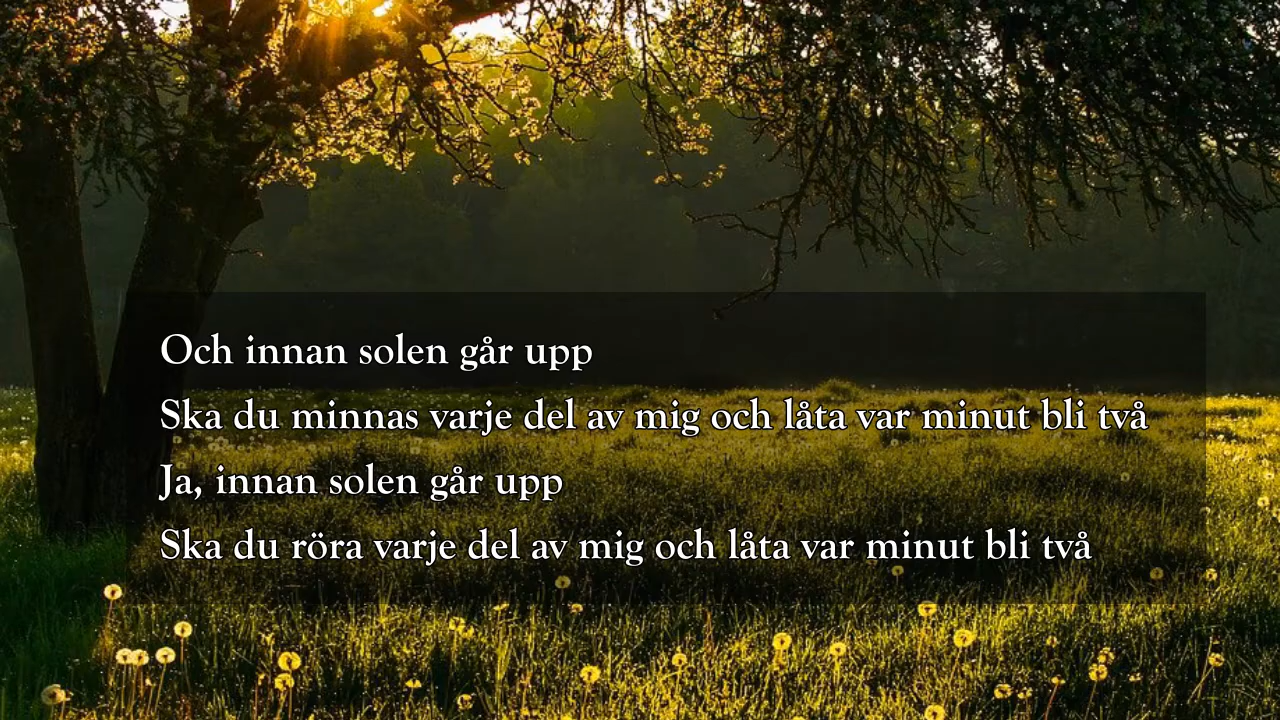 Och innan solen går upp
Ska du minnas varje del av mig och låta var minut bli två
Ja, innan solen går upp
Ska du röra varje del av mig och låta var minut bli två